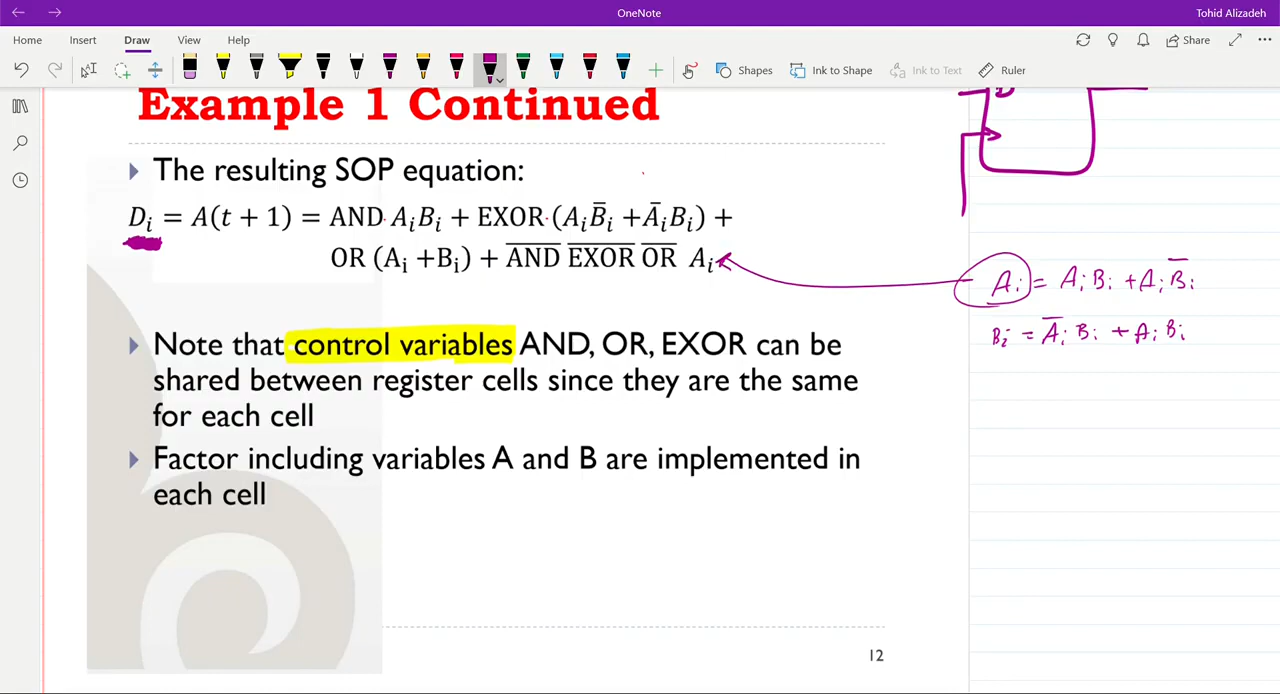 OneNote
Tohid Alizadeh
Home Insert Draw View Help
Share
Shapes Ink to Shape Ink to Text Ruler
Example 1 Continued
The resulting SOP equation:
Dᵢ = A(t + 1) = AND AᵢBᵢ + EXOR (AᵢB̅ᵢ +A̅ᵢBᵢ) +
OR (Aᵢ +Bᵢ) + A̅N̅D̅ E̅X̅O̅R̅ O̅R̅ Aᵢ
Aᵢ = AᵢBᵢ + AᵢB̅ᵢ
Bᵢ = A̅ᵢBᵢ + AᵢBᵢ
Note that control variables AND, OR, EXOR can be
shared between register cells since they are the same
for each cell
Factor including variables A and B are implemented in
each cell
12